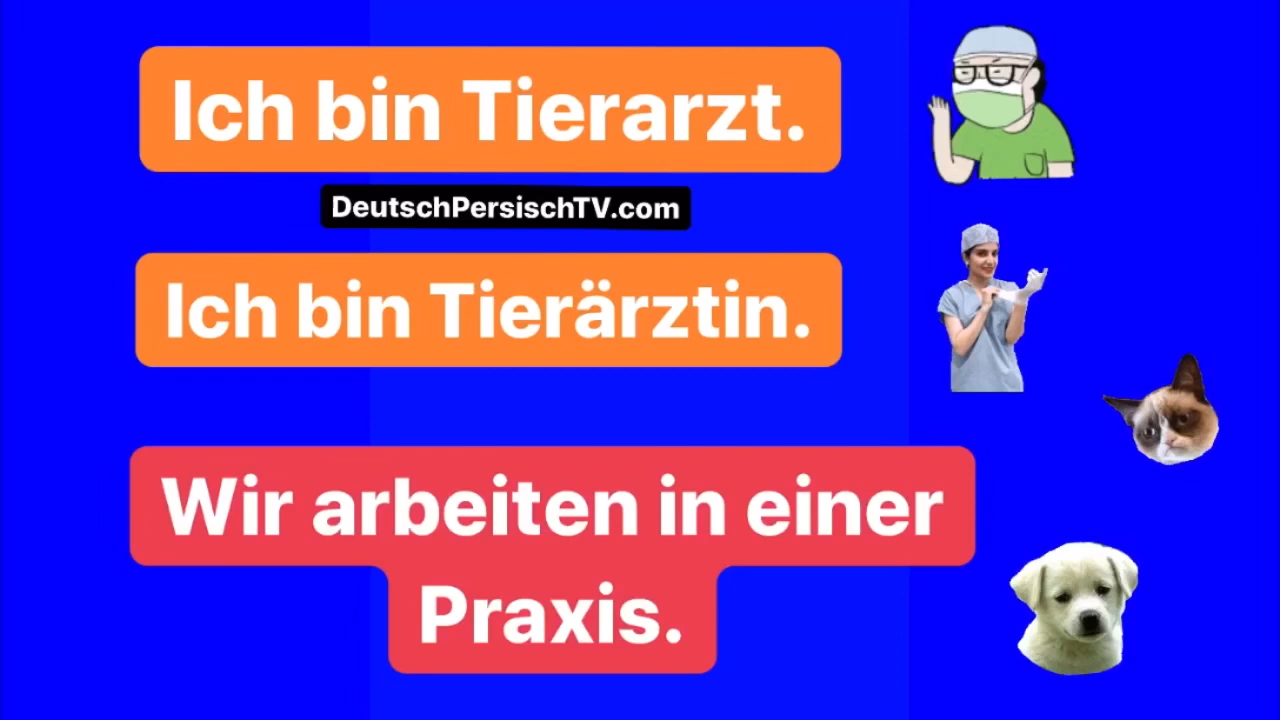 Ich bin Tierarzt.
DeutschPersischTV.com
Ich bin Tierärztin.
Wir arbeiten in einer
Praxis.